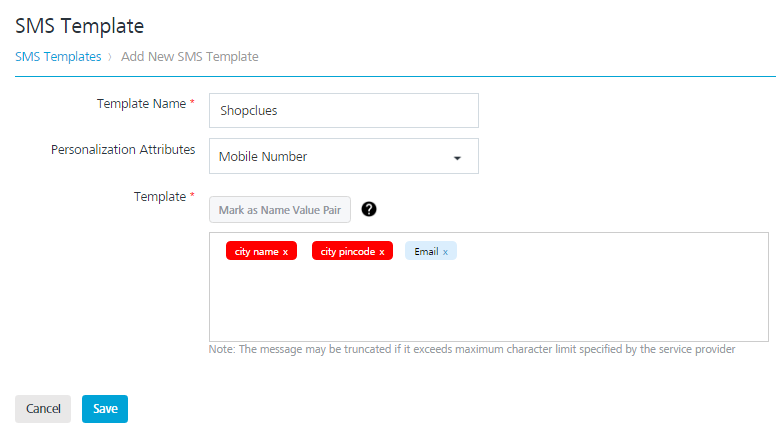 SMS Template
SMS Templates 〉 Add New SMS Template
Template Name *
Shopclues
Personalization Attributes
Mobile Number
Template *
Mark as Name Value Pair ?
city name x city pincode x Email x
Note: The message may be truncated if it exceeds maximum character limit specified by the service provider
Cancel Save